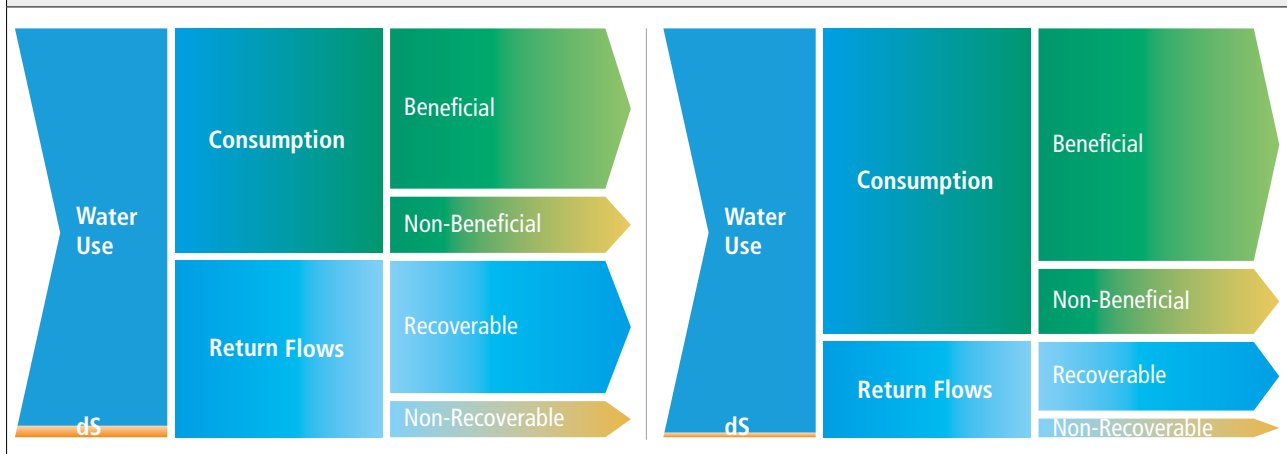 Water
Use
dS
Consumption
Return Flows
Beneficial
Non-Beneficial
Recoverable
Non-Recoverable
Water
Use
dS
Consumption
Return Flows
Beneficial
Non-Beneficial
Recoverable
Non-Recoverable